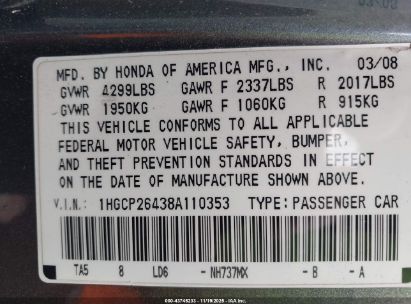 MFD. BY HONDA OF AMERICA MFG., INC. 03/08
GVWR 4299LBS GAWR F 2337LBS R 2017LBS
GVWR 1950KG GAWR F 1060KG R 915KG
THIS VEHICLE CONFORMS TO ALL APPLICABLE
FEDERAL MOTOR VEHICLE SAFETY, BUMPER,
AND THEFT PREVENTION STANDARDS IN EFFECT
ON THE DATE OF MANUFACTURE SHOWN ABOVE.
V.I.N.: 1HGCP26438A110353 TYPE: PASSENGER CAR
TA5 8 LD6 - NH737MX - B - A